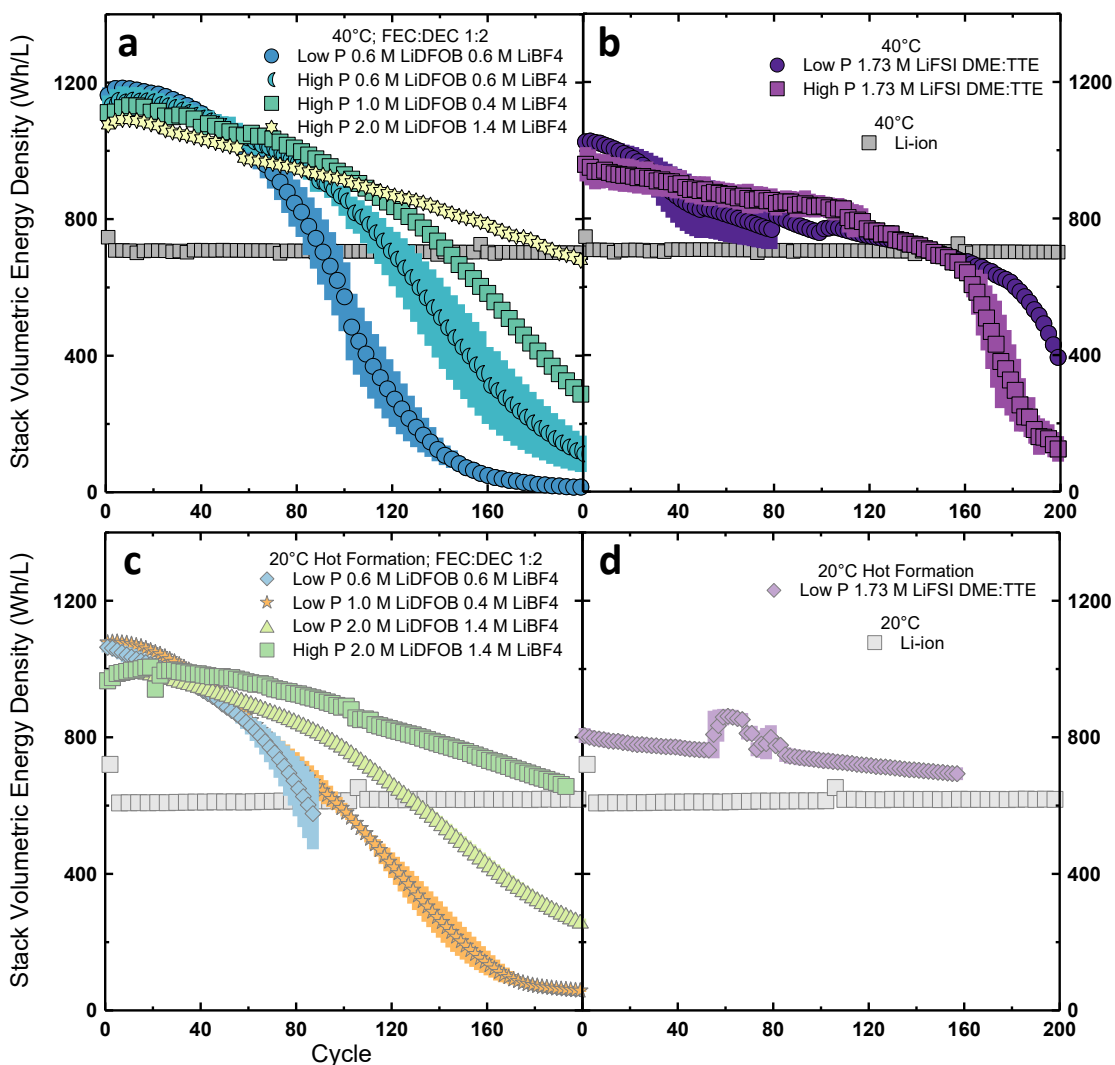 a
40°C; FEC:DEC 1:2
Low P 0.6 M LiDFOB 0.6 M LiBF4
High P 0.6 M LiDFOB 0.6 M LiBF4
High P 1.0 M LiDFOB 0.4 M LiBF4
High P 2.0 M LiDFOB 1.4 M LiBF4
Stack Volumetric Energy Density (Wh/L)
1200
800
400
0
0 40 80 120 160
b
40°C
Low P 1.73 M LiFSI DME:TTE
High P 1.73 M LiFSI DME:TTE
40°C
Li-ion
1200
800
400
0
0 40 80 120 160 200
c
20°C Hot Formation; FEC:DEC 1:2
Low P 0.6 M LiDFOB 0.6 M LiBF4
Low P 1.0 M LiDFOB 0.4 M LiBF4
Low P 2.0 M LiDFOB 1.4 M LiBF4
High P 2.0 M LiDFOB 1.4 M LiBF4
Stack Volumetric Energy Density (Wh/L)
1200
800
400
0
0 40 80 120 160
Cycle
d
20°C Hot Formation
Low P 1.73 M LiFSI DME:TTE
20°C
Li-ion
1200
800
400
0
0 40 80 120 160 200